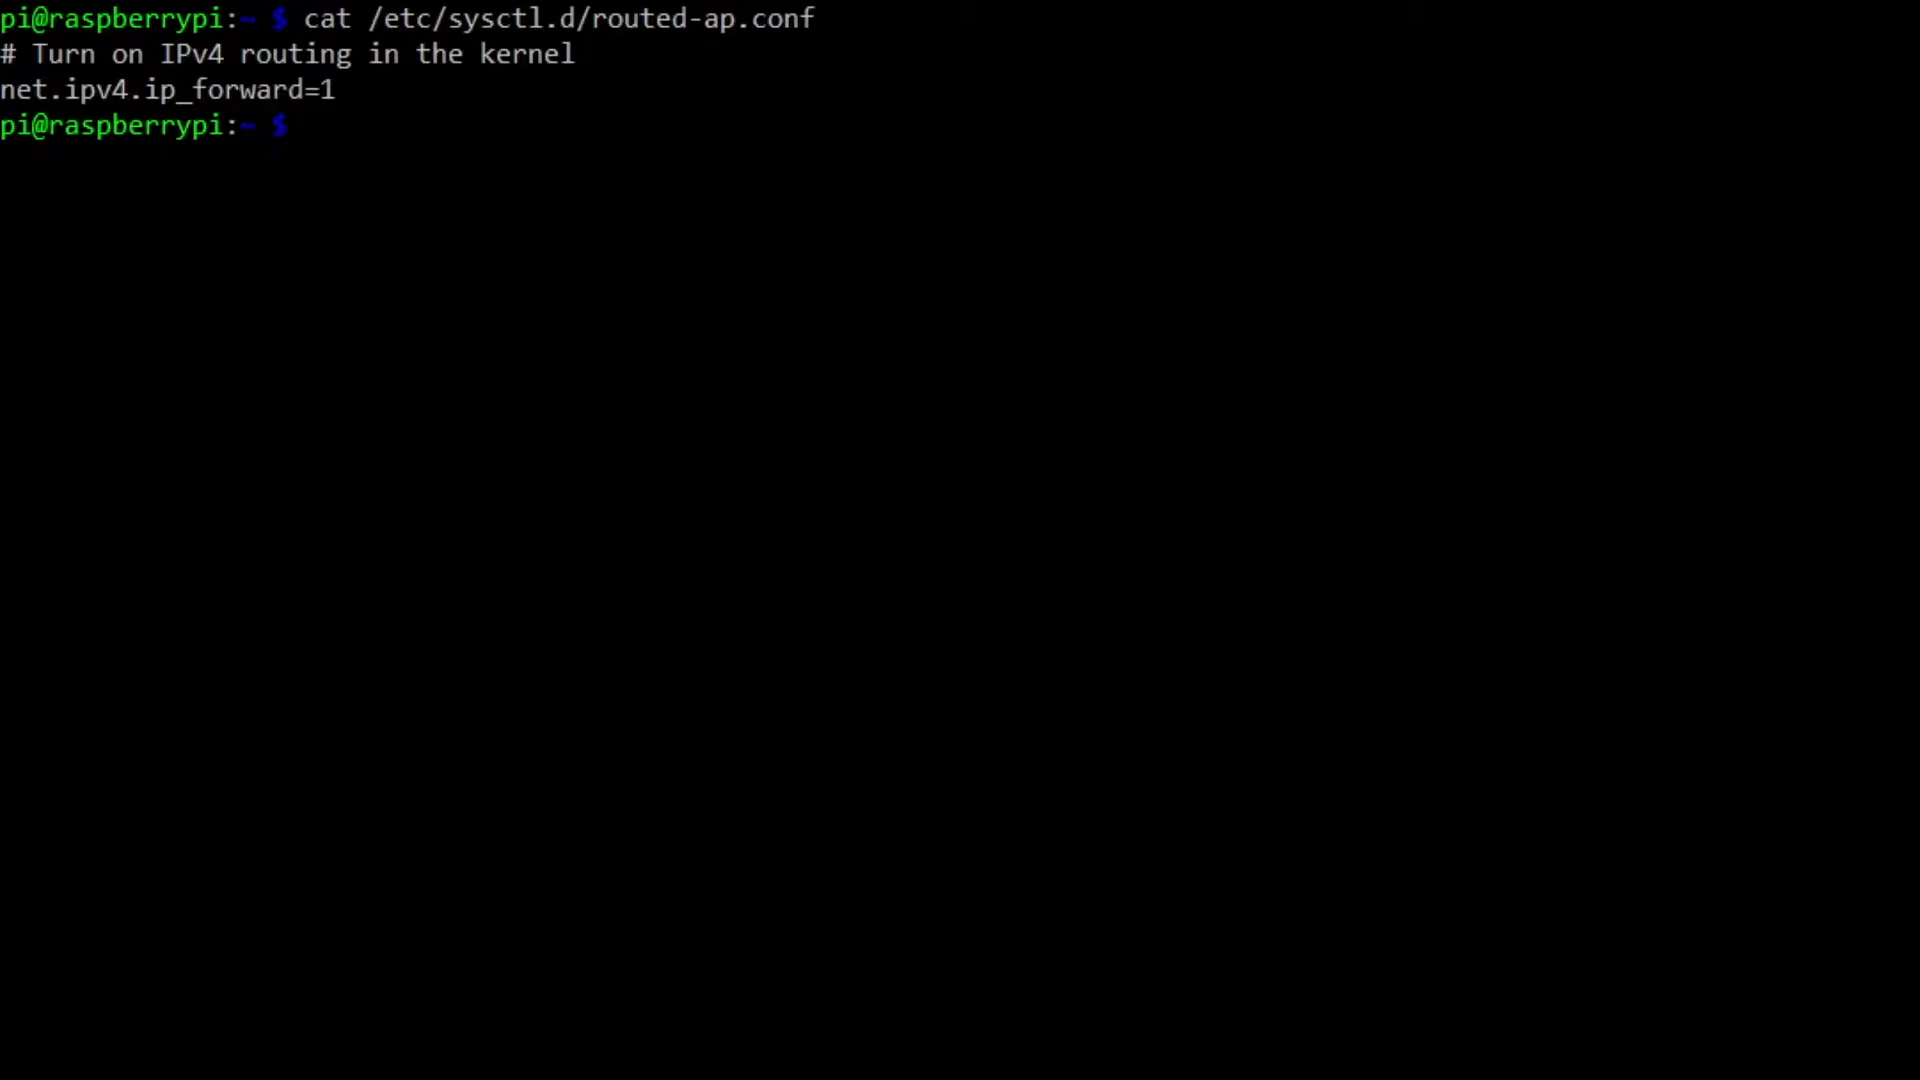 pi@raspberrypi:~ $ cat /etc/sysctl.d/routed-ap.conf
# Turn on IPv4 routing in the kernel
net.ipv4.ip_forward=1
pi@raspberrypi:~ $